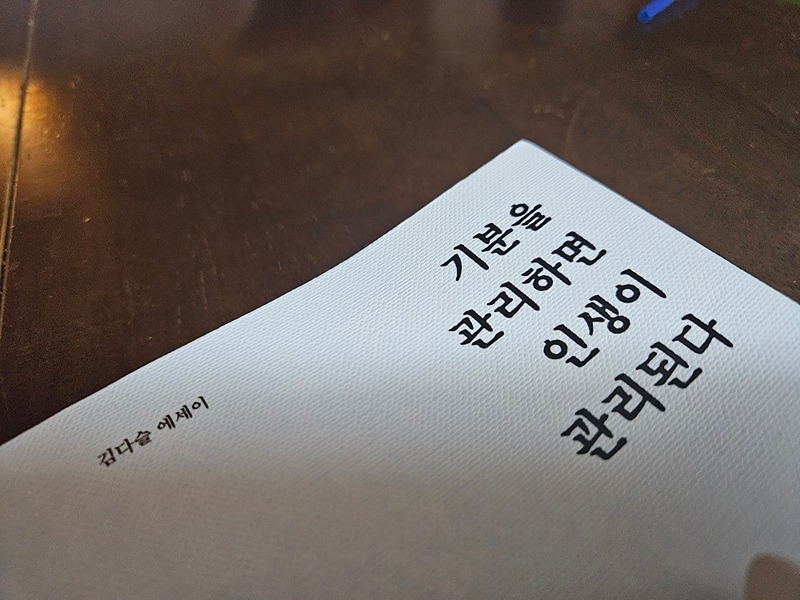 기분을
관리하면
인생이
관리된다
김다슬 에세이